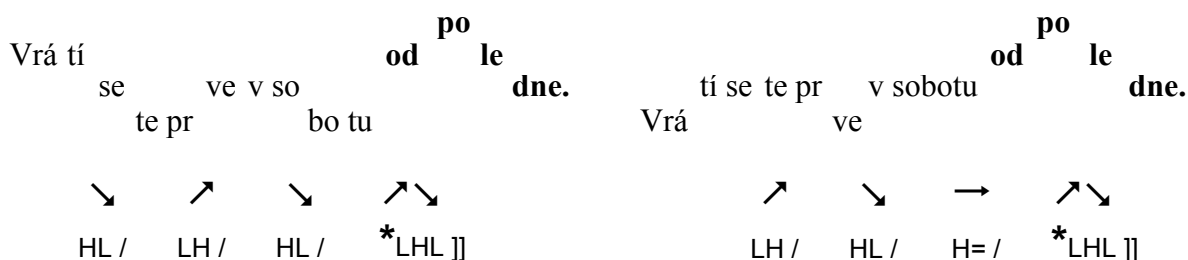 po
Vrá tí od le
se ve v so dne.
te pr bo tu
↘ ↗ ↘ ↗↘
HL / LH / HL / *LHL ]]
po
od le
tí se te pr v sobotu dne.
Vrá ve
↗ ↘ → ↗↘
LH / HL / H= / *LHL ]]